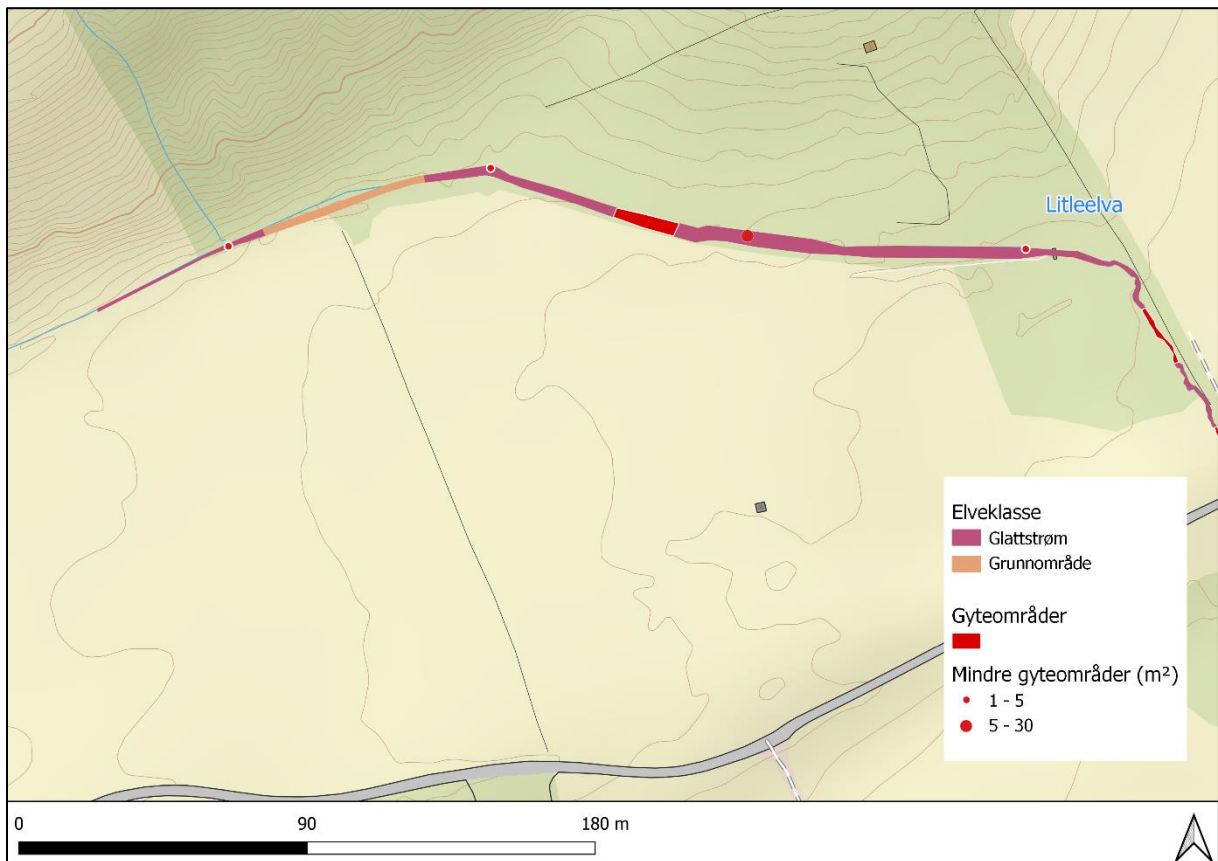 Litleelva
Elveklasse
Glattstrøm
Grunnområde
Gyteområder
Mindre gyteområder (m²)
1 - 5
5 - 30
0 90 180 m